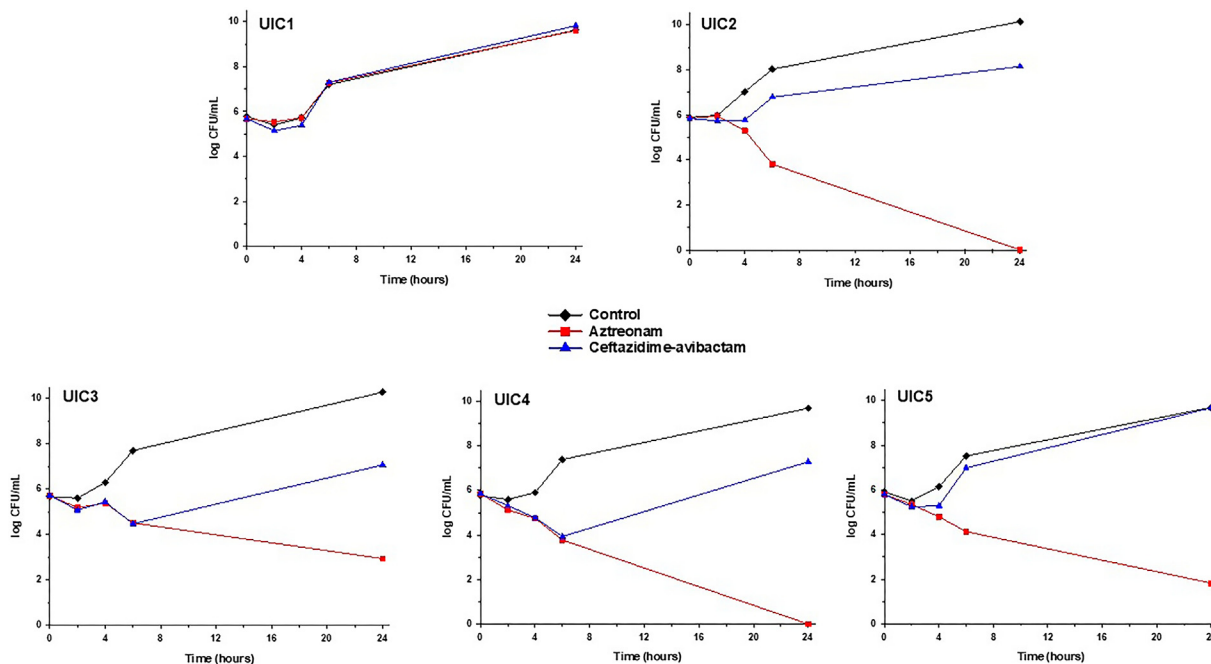 UIC1
10
8
6
4
2
0
log CFU/mL
0 4 8 12 16 20 24
Time (hours)
UIC2
10
8
6
4
2
0
log CFU/mL
0 4 8 12 16 20 24
Time (hours)
Control
Aztreonam
Ceftazidime-avibactam
UIC3
10
8
6
4
2
0
log CFU/mL
0 4 8 12 16 20 24
Time (hours)
UIC4
10
8
6
4
2
0
log CFU/mL
0 4 8 12 16 20 24
Time (hours)
UIC5
10
8
6
4
2
0
log CFU/mL
0 4 8 12 16 20 24
Time (hours)